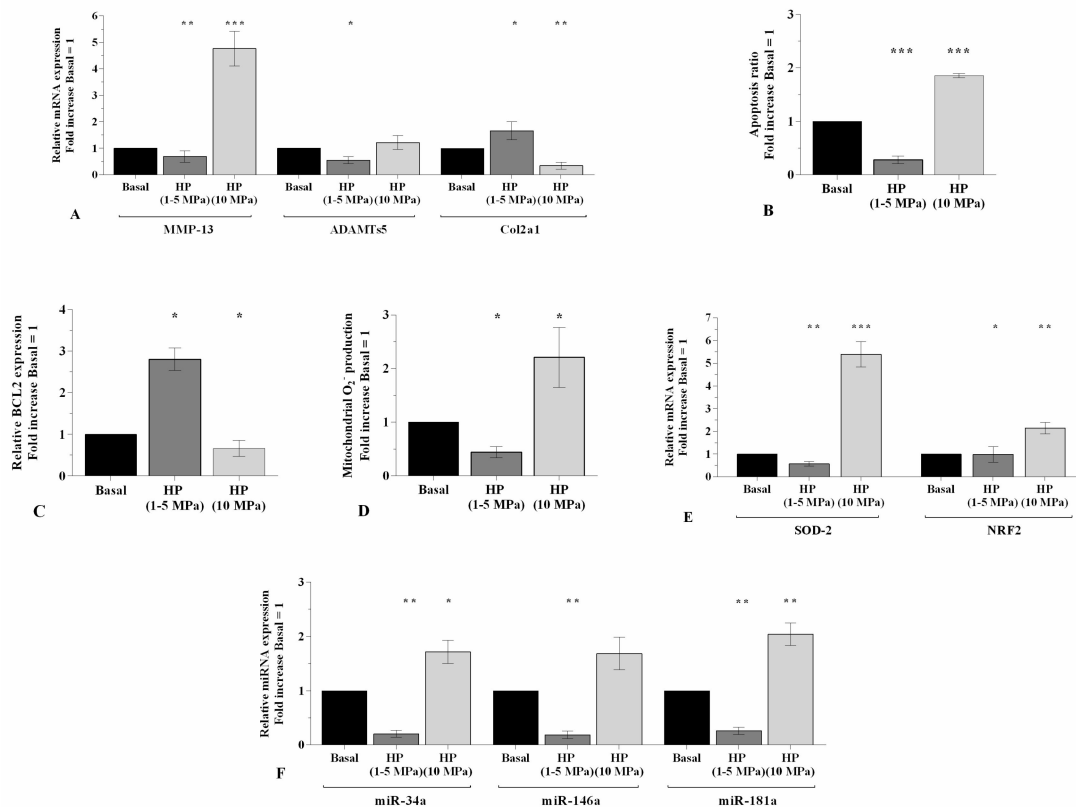 Relative mRNA expression
Fold increase Basal = 1
6
5
4
3
2
1
0
** *** * * **
Basal HP HP Basal HP HP Basal HP HP
(1-5 MPa) (10 MPa) (1-5 MPa) (10 MPa) (1-5 MPa) (10 MPa)
A
MMP-13 ADAMTs5 Col2a1
Apoptosis ratio
Fold increase Basal = 1
3
2
1
0
*** ***
Basal HP HP
(1-5 MPa) (10 MPa)
B
Relative BCL2 expression
Fold increase Basal = 1
4
3
2
1
0
* *
Basal HP HP
(1-5 MPa) (10 MPa)
C
Mitochondrial O2- production
Fold increase Basal = 1
3
2
1
0
* *
Basal HP HP
(1-5 MPa) (10 MPa)
D
Relative mRNA expression
Fold increase Basal = 1
7
6
5
4
3
2
1
0
** *** * **
Basal HP HP Basal HP HP
(1-5 MPa) (10 MPa) (1-5 MPa) (10 MPa)
E
SOD-2 NRF2
Relative miRNA expression
Fold increase Basal = 1
3
2
1
0
** * ** ** **
Basal HP HP Basal HP HP Basal HP HP
(1-5 MPa) (10 MPa) (1-5 MPa) (10 MPa) (1-5 MPa) (10 MPa)
F
miR-34a miR-146a miR-181a